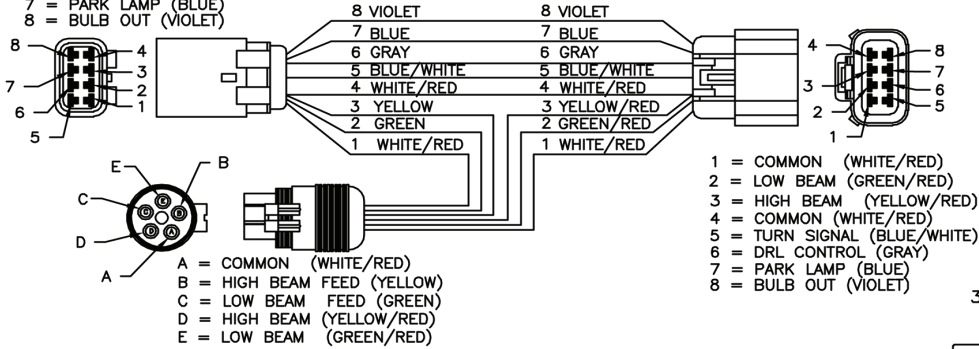 7 = PARK LAMP (BLUE)
8 = BULB OUT (VIOLET)
8 VIOLET 8 VIOLET
7 BLUE 7 BLUE
6 GRAY 6 GRAY
5 BLUE/WHITE 5 BLUE/WHITE
4 WHITE/RED 4 WHITE/RED
3 YELLOW 3 YELLOW/RED
2 GREEN 2 GREEN/RED
1 WHITE/RED 1 WHITE/RED
8 4
7 3
6 2
5 1
4 8
3 7
2 6
1 5
E B
C D A
E
C B
D A
A = COMMON (WHITE/RED)
B = HIGH BEAM FEED (YELLOW)
C = LOW BEAM FEED (GREEN)
D = HIGH BEAM (YELLOW/RED)
E = LOW BEAM (GREEN/RED)
1 = COMMON (WHITE/RED)
2 = LOW BEAM (GREEN/RED)
3 = HIGH BEAM (YELLOW/RED)
4 = COMMON (WHITE/RED)
5 = TURN SIGNAL (BLUE/WHITE)
6 = DRL CONTROL (GRAY)
7 = PARK LAMP (BLUE)
8 = BULB OUT (VIOLET)
3